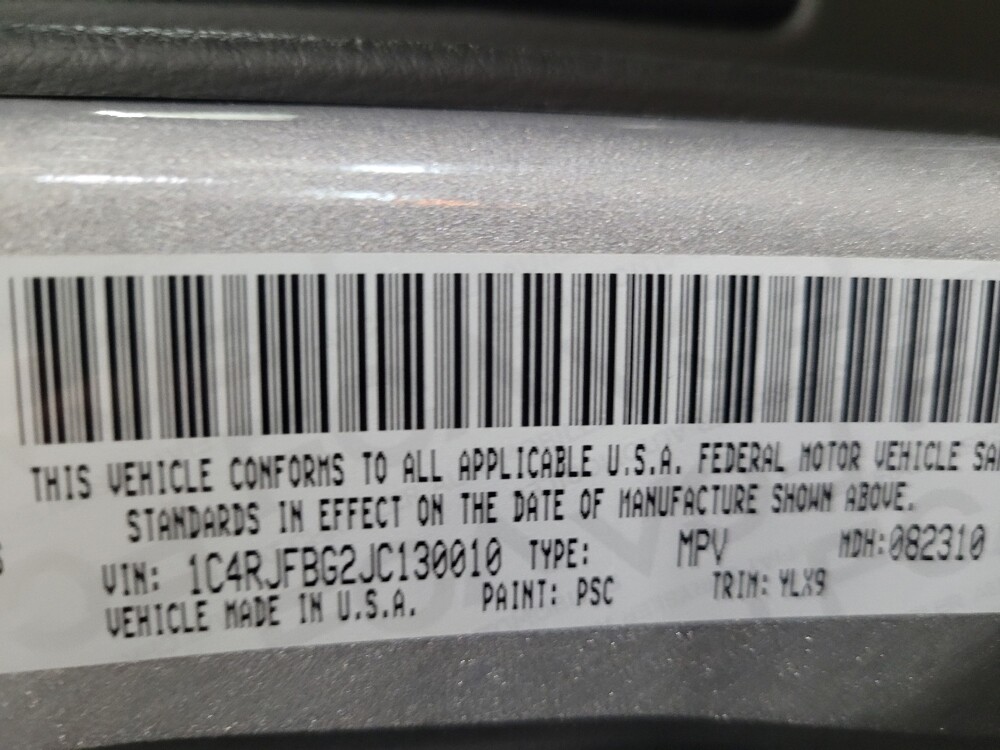 THIS VEHICLE CONFORMS TO ALL APPLICABLE U.S.A. FEDERAL MOTOR VEHICLE SA
STANDARDS IN EFFECT ON THE DATE OF MANUFACTURE SHOWN ABOVE.
VIN: 1C4RJFBG2JC130010 TYPE: MPV MDH:082310
VEHICLE MADE IN U.S.A. PAINT: PSC TRIM: YLX9